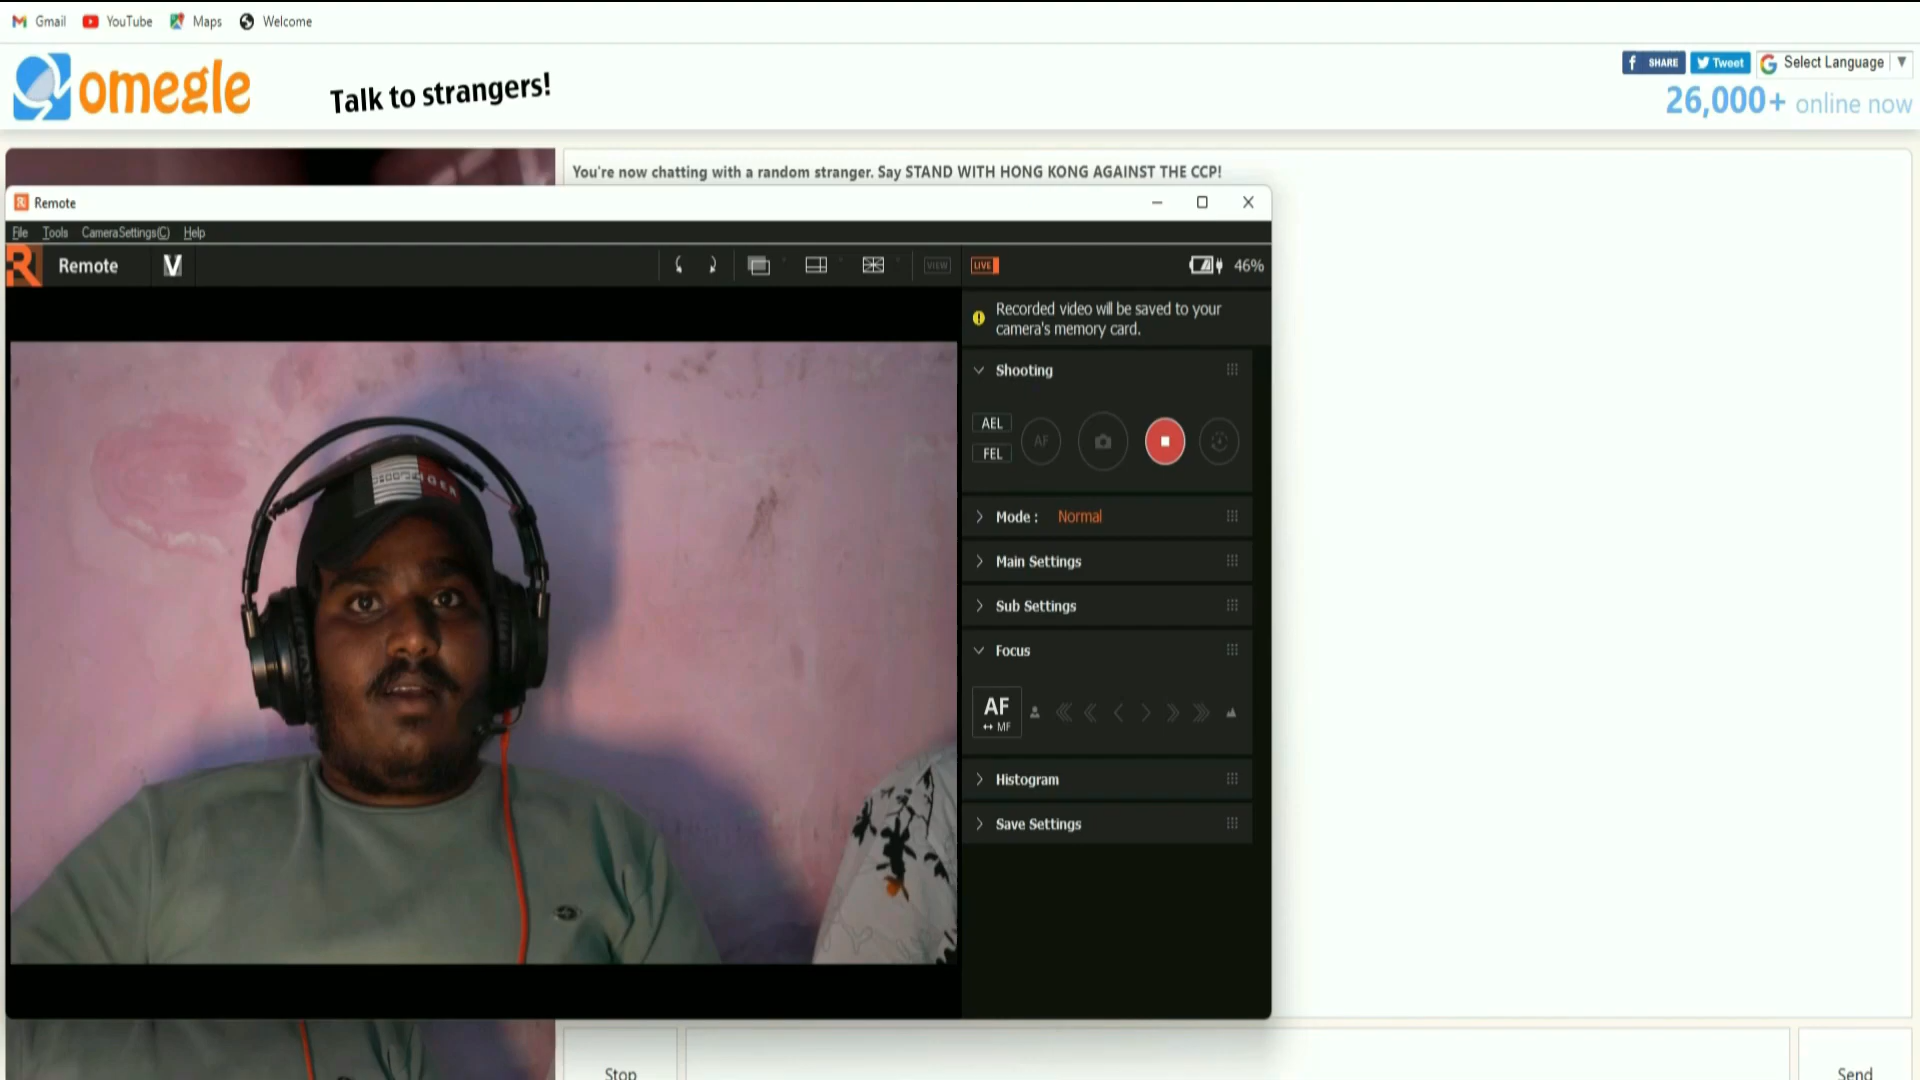 Gmail YouTube Maps Welcome
omegle Talk to strangers!
SHARE Tweet Select Language
26,000+ online now
You're now chatting with a random stranger. Say STAND WITH HONG KONG AGAINST THE CCP!
Remote
File Tools CameraSettings(C) Help
R Remote V VIEW LIVE 46%
Recorded video will be saved to your
camera's memory card.
Shooting
AEL AF
FEL
Mode : Normal
Main Settings
Sub Settings
Focus
AF
↔ MF
Histogram
Save Settings
Stop Send